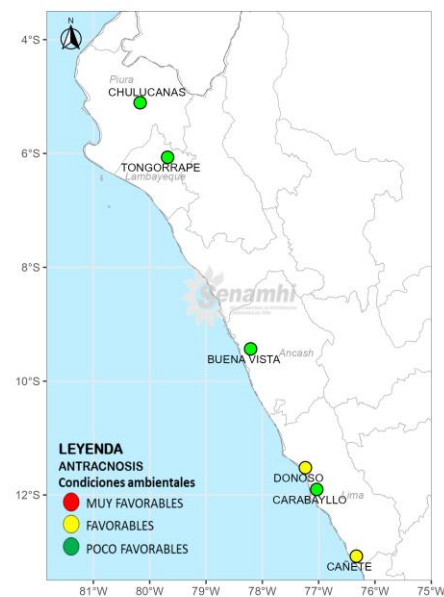 4°S
N
Piura
CHULUCANAS
6°S
TONGORRAPE
Lambayeque
8°S
Senamhi
BUENA VISTA
Ancash
10°S
LEYENDA
ANTRACNOSIS
Condiciones ambientales
MUY FAVORABLES
FAVORABLES
POCO FAVORABLES
DONOSO
CARABAYLLO
Lima
12°S
CAÑETE
81°W 80°W 79°W 78°W 77°W 76°W 75°W